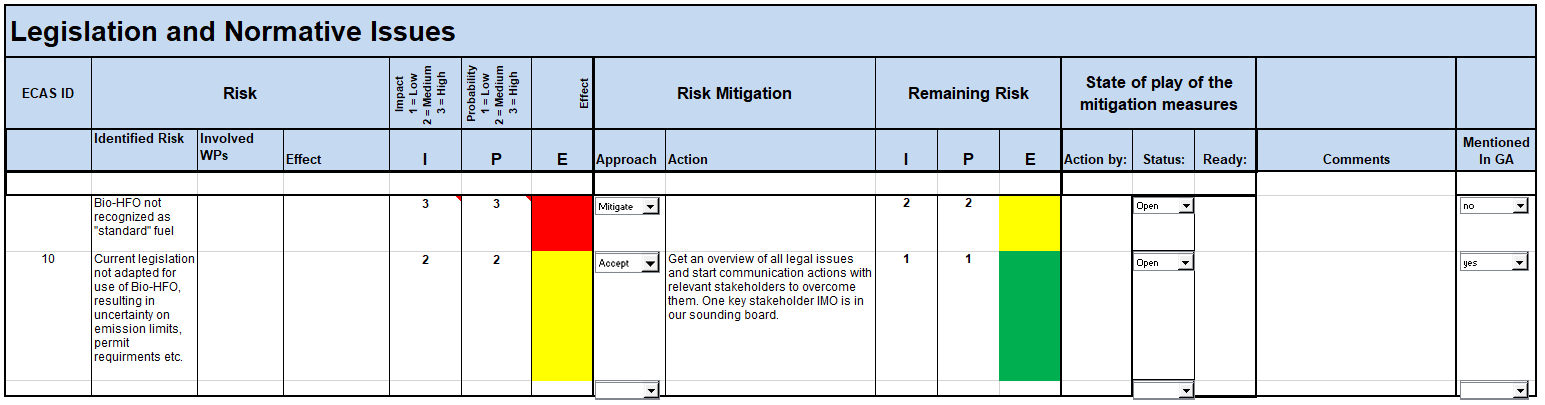 Legislation and Normative Issues
ECAS ID
Risk
Impact
1 = Low
2 = Medium
3 = High
Probability
1 = Low
2 = Medium
3 = High
Effect
Risk Mitigation
Remaining Risk
State of play of the
mitigation measures
Identified Risk
Involved
WPs
Effect
I
P
E
Approach
Action
I
P
E
Action by:
Status:
Ready:
Comments
Mentioned
In GA
Bio-HFO not
recognized as
"standard" fuel
3
3
Mitigate
2
2
Open
no
10
Current legislation
not adapted for
use of Bio-HFO,
resulting in
uncertainty on
emission limits,
permit
requirments etc.
2
2
Accept
Get an overview of all legal issues
and start communication actions with
relevant stakeholders to overcome
them. One key stakeholder IMO is in
our sounding board.
1
1
Open
yes